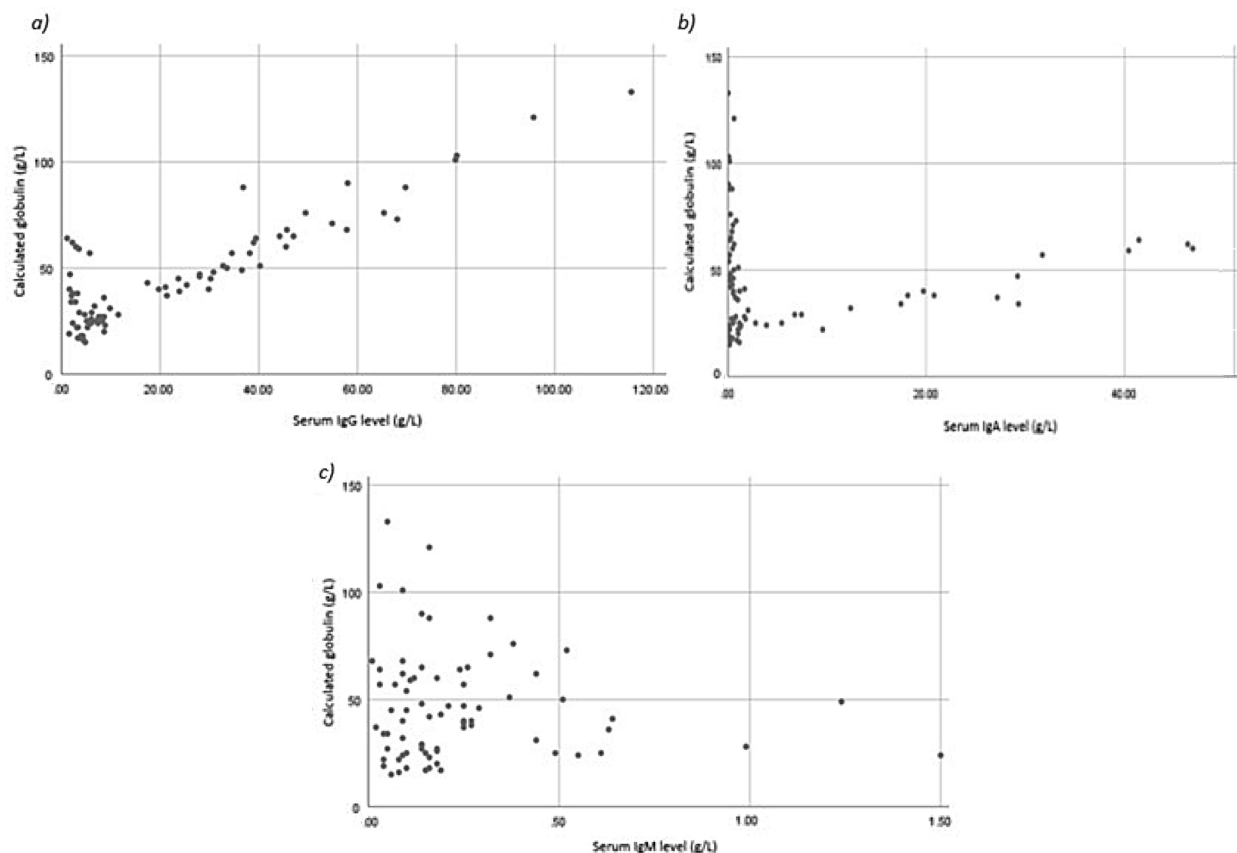 a)
150
100
50
0
Calculated globulin (g/L)
.00
20.00
40.00
60.00
80.00
100.00
120.00
Serum IgG level (g/L)
b)
150
100
50
0
Calculated globulin (g/L)
.00
20.00
40.00
Serum IgA level (g/L)
c)
150
100
50
0
Calculated globulin (g/L)
.00
.50
1.00
1.50
Serum IgM level (g/L)